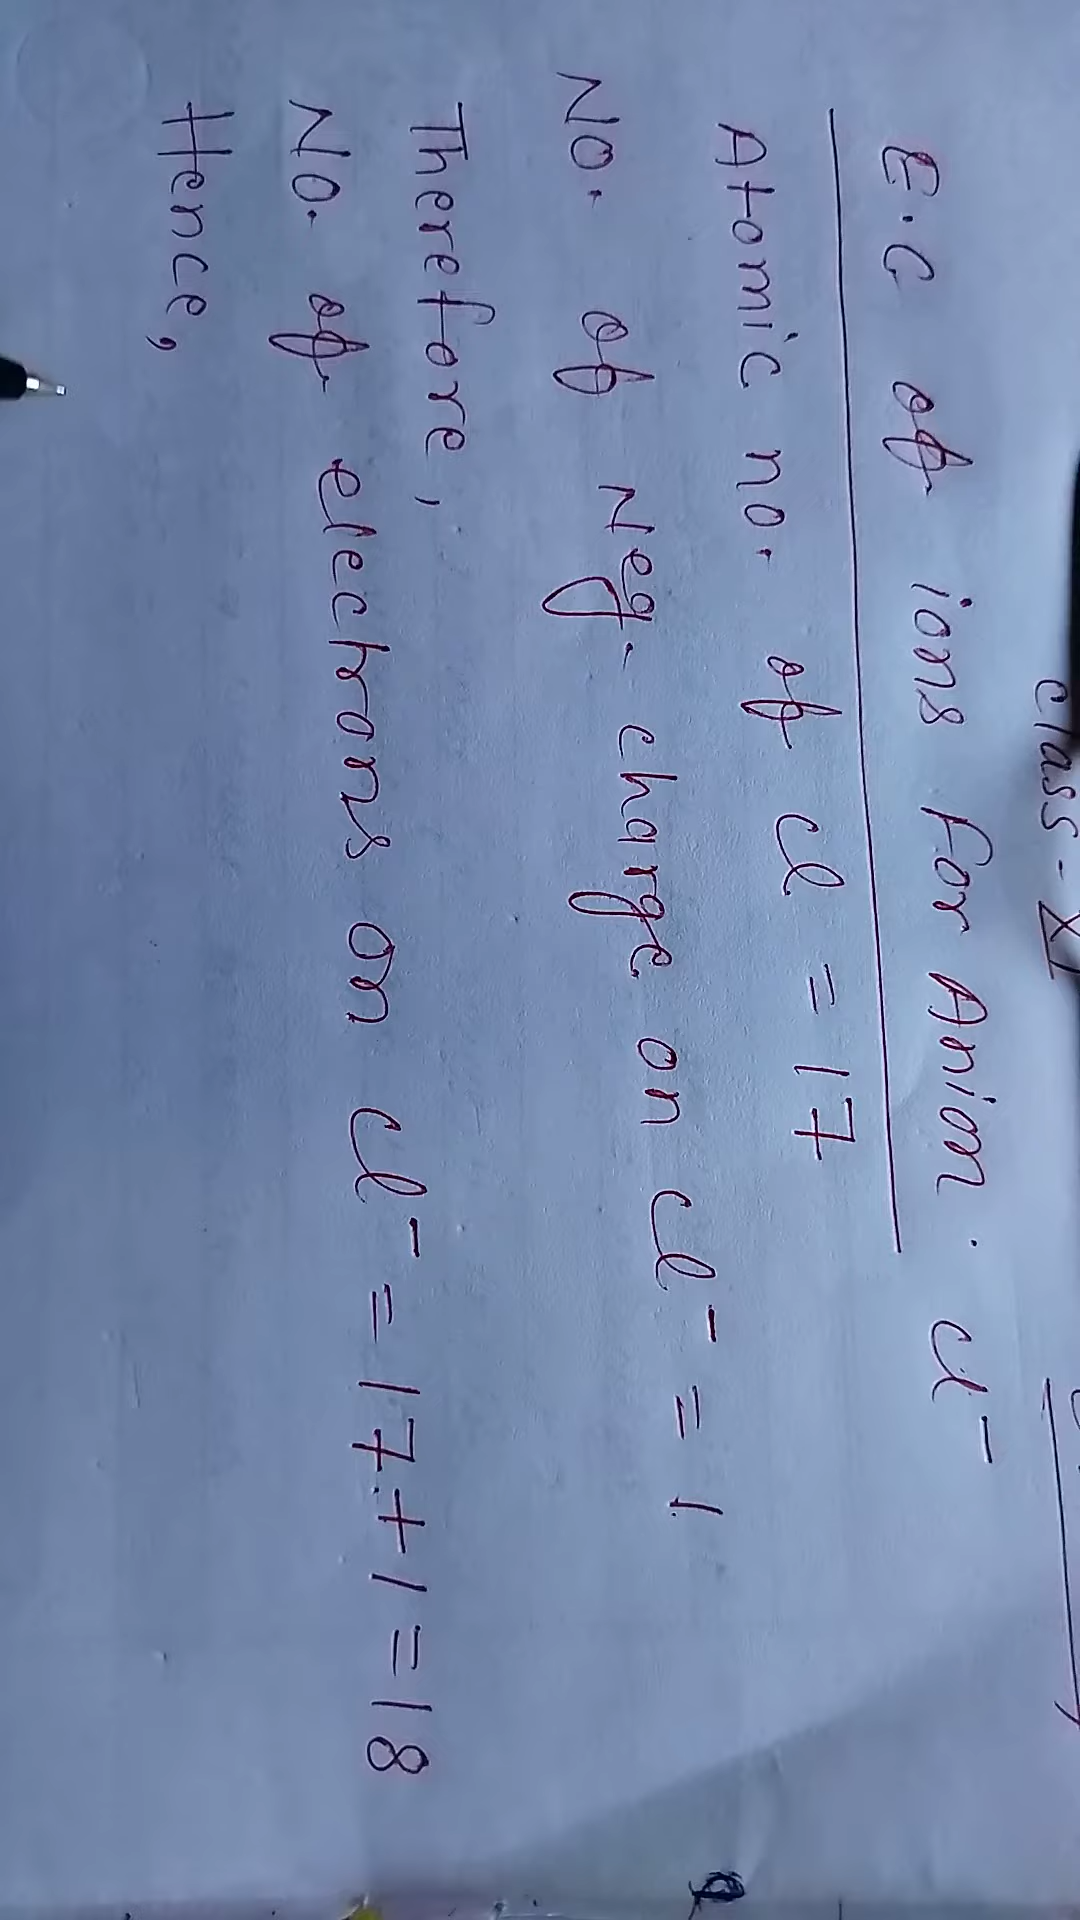 class-XI
E.C of ions for Anion. Cl⁻
Atomic no. of Cl = 17
No. of Neg. charge on Cl⁻ = 1.
Therefore,
No. of electrons on Cl⁻ = 17+1=18
Hence,